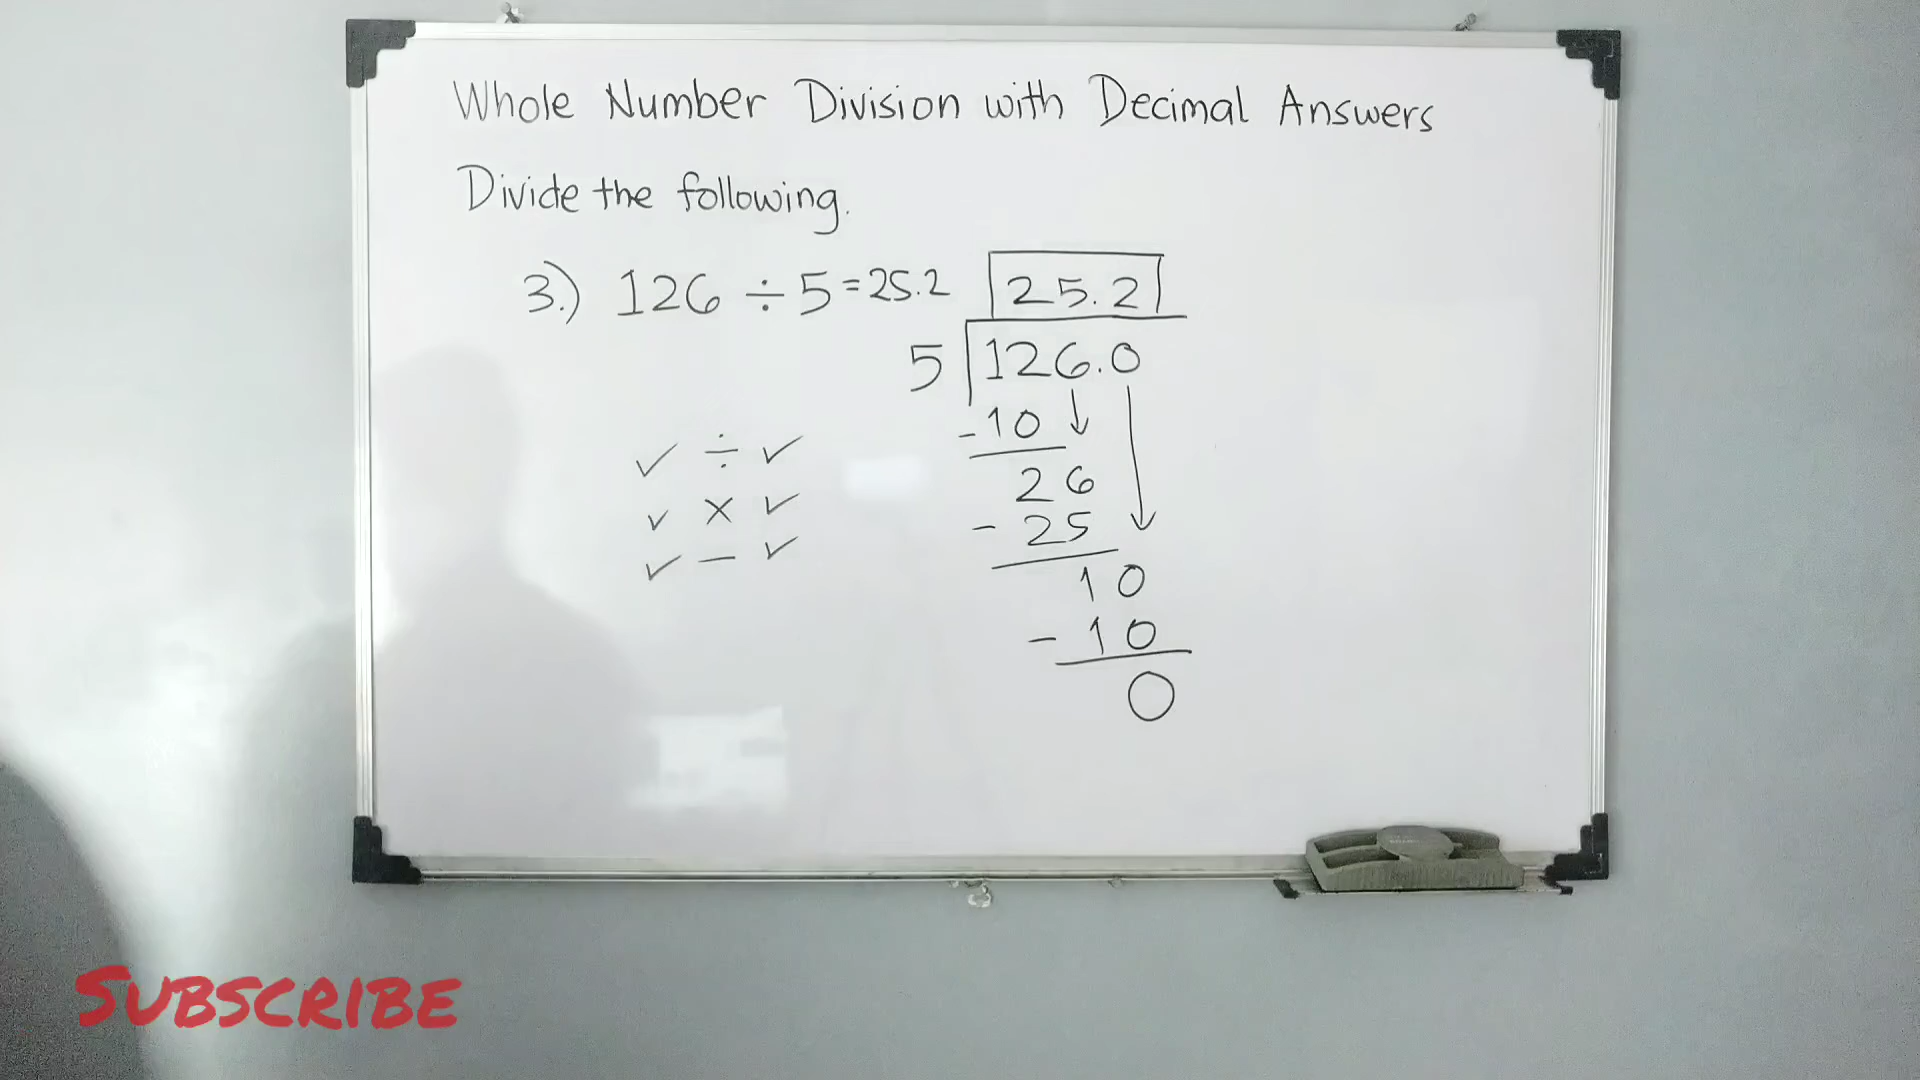 Whole Number Division with Decimal Answers
Divide the following.
3.) 126 ÷ 5 = 25.2
25.2
5 126.0
-10 ↓
26
- 25 ↓
10
- 10
0
✓ ÷ ✓
✓ × ✓
✓ - ✓
SUBSCRIBE